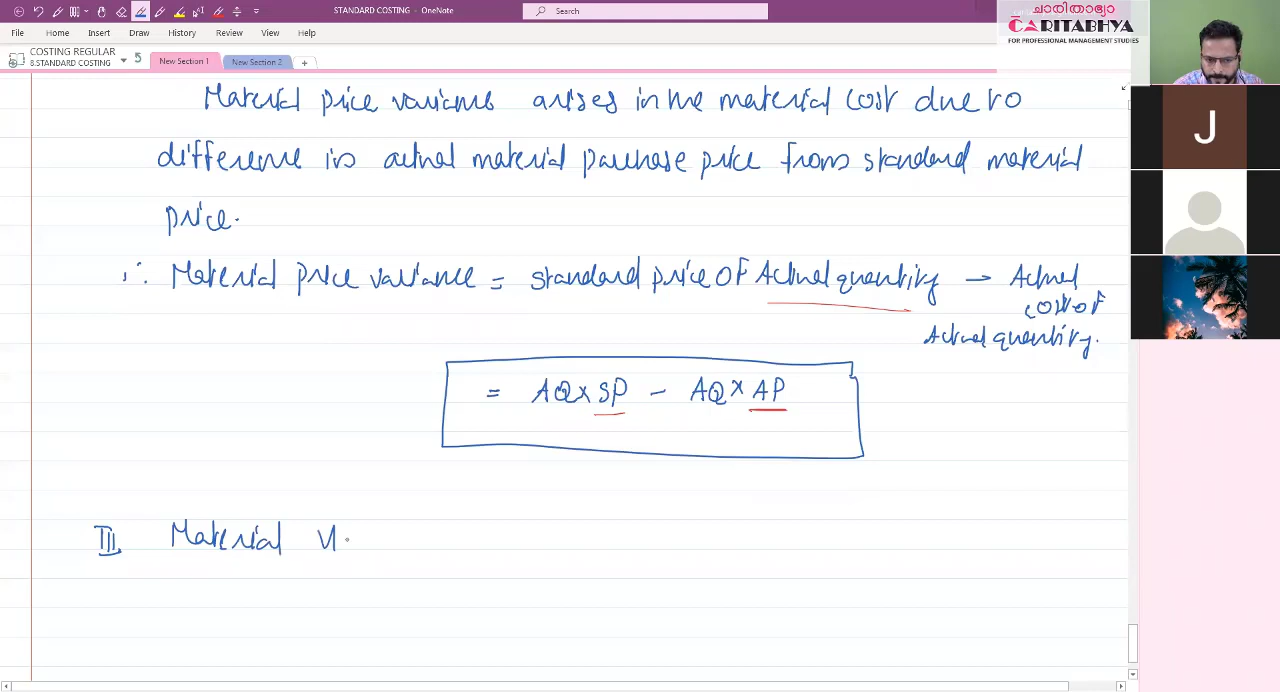 STANDARD COSTING - OneNote
Search
ചാരിതാഭ്യാ
CARITABHYA
FOR PROFESSIONAL MANAGEMENT STUDIES
File Home Insert Draw History Review View Help
COSTING REGULAR
8.STANDARD COSTING
New Section 1 New Section 2 +
Material price variance arises in the material cost due to
difference in actual material purchase price from standard material
price.
∴ Material price variance = standard price of Actual quantity - Actual
cost of
Actual quantity.
= AQ x SP - AQ x AP
III Material
J